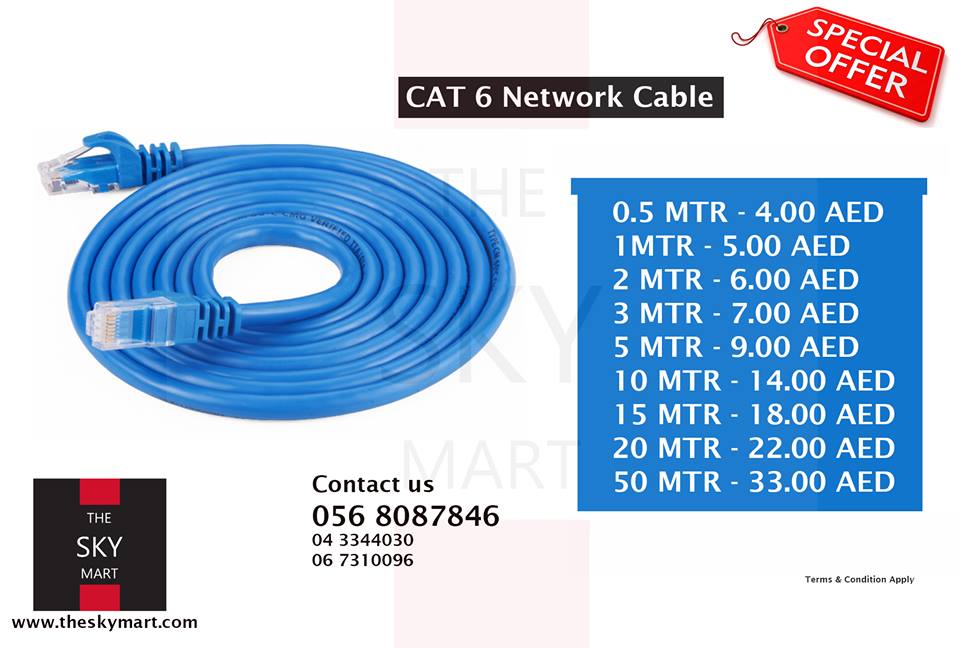 SPECIAL
OFFER
CAT 6 Network Cable
THE
SKY
MART
0.5 MTR - 4.00 AED
1MTR - 5.00 AED
2 MTR - 6.00 AED
3 MTR - 7.00 AED
5 MTR - 9.00 AED
10 MTR - 14.00 AED
15 MTR - 18.00 AED
20 MTR - 22.00 AED
50 MTR - 33.00 AED
Contact us
056 8087846
04 3344030
06 7310096
THE
SKY
MART
www.theskymart.com
Terms & Condition Apply